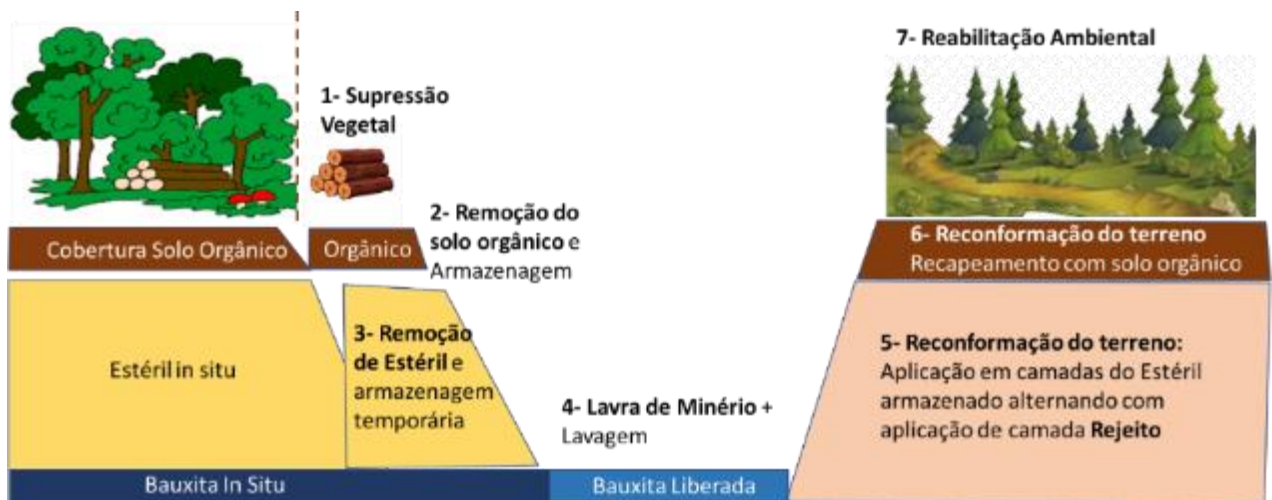 1- Supressão
Vegetal
Cobertura Solo Orgânico
Orgânico
2- Remoção do
solo orgânico e
Armazenagem
Estéril in situ
3- Remoção
de Estéril e
armazenagem
temporária
4- Lavra de Minério +
Lavagem
Bauxita In Situ
Bauxita Liberada
7- Reabilitação Ambiental
6- Reconformação do terreno
Recapeamento com solo orgânico
5- Reconformação do terreno:
Aplicação em camadas do Estéril
armazenado alternando com
aplicação de camada Rejeito